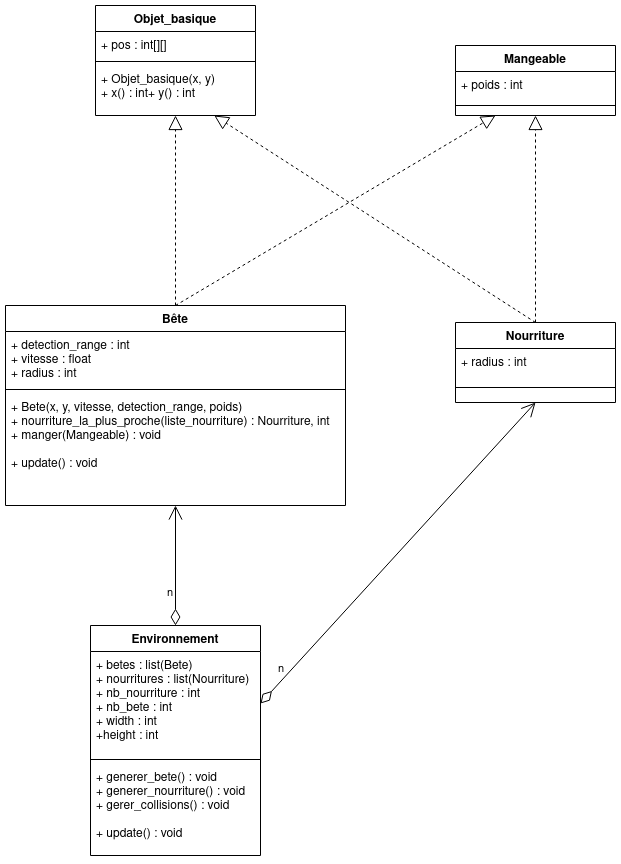 Objet_basique
+ pos : int[][]
+ Objet_basique(x, y)
+ x() : int+ y() : int
Mangeable
+ poids : int
Bête
+ detection_range : int
+ vitesse : float
+ radius : int
+ Bete(x, y, vitesse, detection_range, poids)
+ nourriture_la_plus_proche(liste_nourriture) : Nourriture, int
+ manger(Mangeable) : void
+ update() : void
Nourriture
+ radius : int
n
n
Environnement
+ betes : list(Bete)
+ nourritures : list(Nourriture)
+ nb_nourriture : int
+ nb_bete : int
+ width : int
+height : int
+ generer_bete() : void
+ generer_nourriture() : void
+ gerer_collisions() : void
+ update() : void